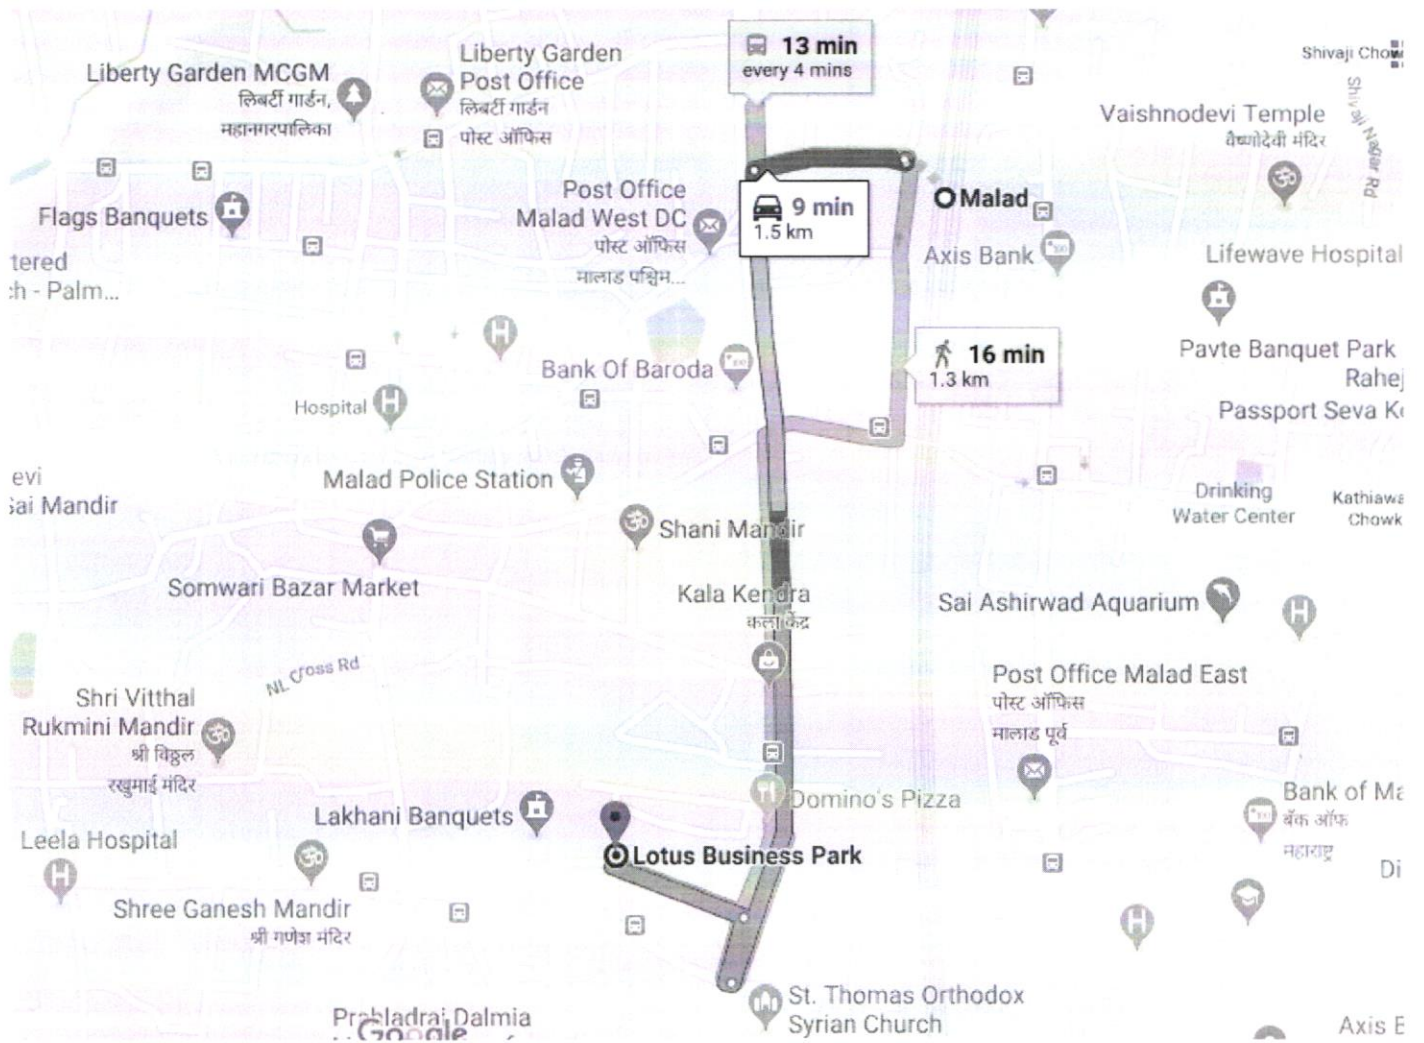 13 min
every 4 mins
Shivaji Chow
Liberty Garden MCGM
लिबर्टी गार्डन,
महानगरपालिका
Liberty Garden
Post Office
लिबर्टी गार्डन
पोस्ट ऑफिस
Vaishnodevi Temple
वैष्णोदेवी मंदिर
Shivaji Nagar Rd
Flags Banquets
Post Office
Malad West DC
पोस्ट ऑफिस
मालाड पश्चिम...
9 min
1.5 km
Malad
Axis Bank
Lifewave Hospital
tered
ch - Palm...
Bank Of Baroda
16 min
1.3 km
Pavte Banquet Park
Rahej
Hospital
Passport Seva Ke
Malad Police Station
evi
Sai Mandir
Drinking
Water Center
Kathiawa
Chowk
Shani Mandir
Somwari Bazar Market
Kala Kendra
कला केंद्र
Sai Ashirwad Aquarium
NL Cross Rd
Post Office Malad East
पोस्ट ऑफिस
मालाड पूर्व
Shri Vitthal
Rukmini Mandir
श्री विठ्ठल
रखुमाई मंदिर
Domino's Pizza
Bank of Ma
बँक ऑफ
महाराष्ट्र
Lakhani Banquets
Leela Hospital
Lotus Business Park
Di
Shree Ganesh Mandir
श्री गणेश मंदिर
St. Thomas Orthodox
Syrian Church
Prahladrai Dalmia
Google
Axis B